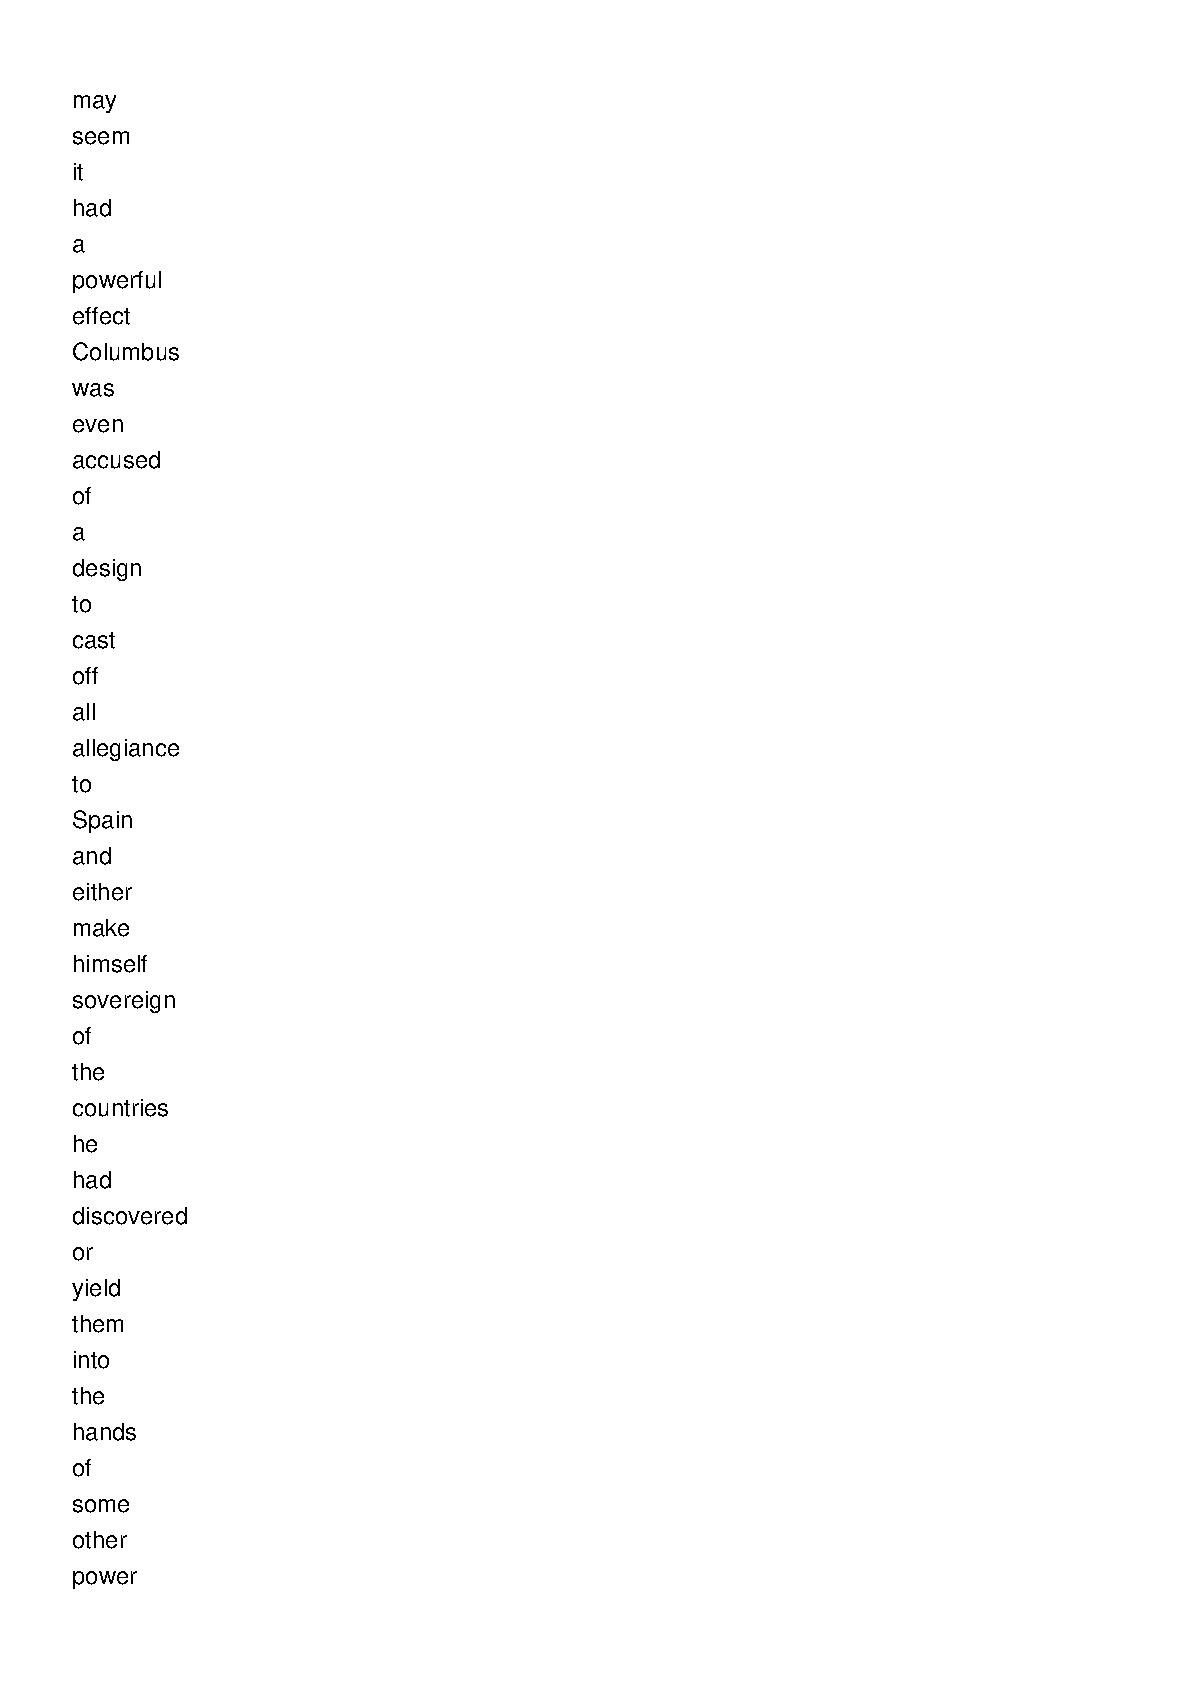 may
seem
it
had
a
powerful
effect
Columbus
was
even
accused
of
a
design
to
cast
off
all
allegiance
to
Spain
and
either
make
himself
sovereign
of
the
countries
he
had
discovered
or
yield
them
into
the
hands
of
some
other
power